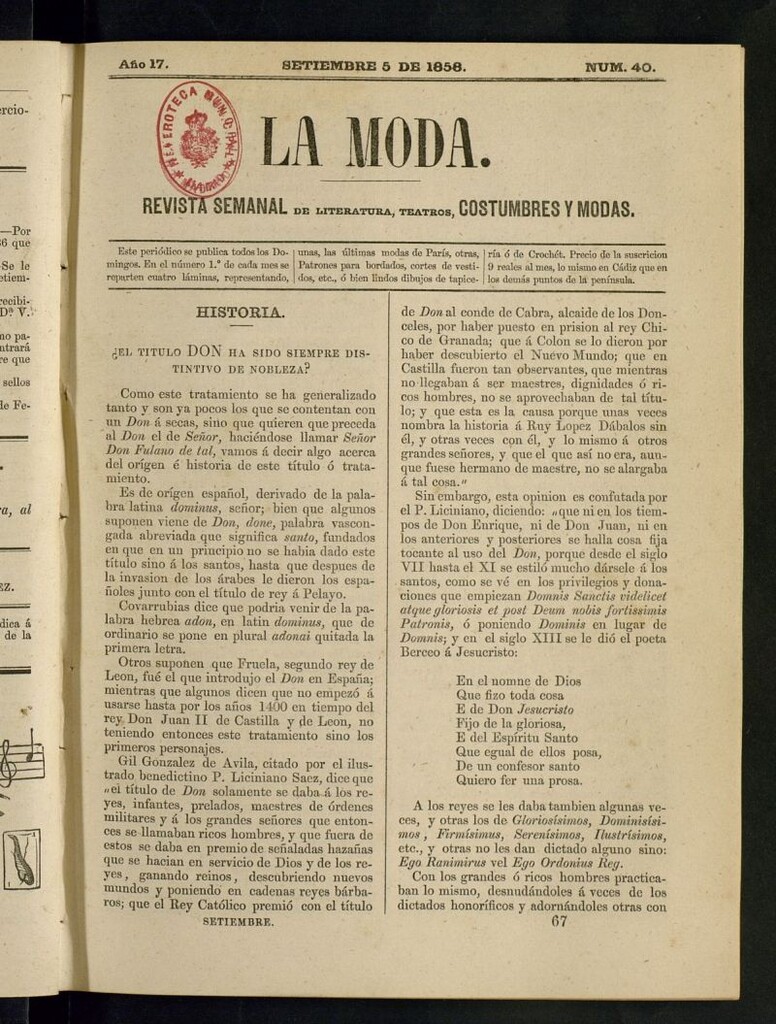 Año 17.
SETIEMBRE 5 DE 1858.
NUM. 40.
HEMEROTECA MUNICIPAL
MADRID
LA MODA.
REVISTA SEMANAL DE LITERATURA, TEATROS, COSTUMBRES Y MODAS.
Este periódico se publica todos los Do-
mingos. En el número 1.º de cada mes se
reparten cuatro láminas, representando,
unas, las últimas modas de París, otras,
Patrones para bordados, cortes de vesti-
dos, etc., ó bien lindos dibujos de tapice-
ría ó de Crochét. Precio de la suscricion
9 reales al mes, lo mismo en Cádiz que en
los demás puntos de la península.
HISTORIA.
¿EL TITULO DON HA SIDO SIEMPRE DIS-
TINTIVO DE NOBLEZA?
Como este tratamiento se ha generalizado
tanto y son ya pocos los que se contentan con
un Don á secas, sino que quieren que preceda
al Don el de Señor, haciéndose llamar Señor
Don Fulano de tal, vamos á decir algo acerca
del orígen é historia de este título ó trata-
miento.
Es de orígen español, derivado de la pala-
bra latina dominus, señor; bien que algunos
suponen viene de Don, done, palabra vascon-
gada abreviada que significa santo, fundados
en que en un principio no se habia dado este
título sinó á los santos, hasta que despues de
la invasion de los árabes le dieron los espa-
ñoles junto con el título de rey á Pelayo.
Covarrubias dice que podria venir de la pa-
labra hebrea adon, en latin dominus, que de
ordinario se pone en plural adonai quitada la
primera letra.
Otros suponen que Fruela, segundo rey de
Leon, fué el que introdujo el Don en España;
mientras que algunos dicen que no empezó á
usarse hasta por los años 1400 en tiempo del
rey Don Juan II de Castilla y de Leon, no
teniendo entonces este tratamiento sino los
primeros personajes.
Gil Gonzalez de Avila, citado por el ilus-
trado benedictino P. Liciniano Saez, dice que
„el título de Don solamente se daba á los re-
yes, infantes, prelados, maestres de órdenes
militares y á los grandes señores que enton-
ces se llamaban ricos hombres, y que fuera de
estos se daba en premio de señaladas hazañas
que se hacian en servicio de Dios y de los re-
yes, ganando reinos, descubriendo nuevos
mundos y poniendo en cadenas reyes bárba-
ros; que el Rey Católico premió con el título
SETIEMBRE.
de Don al conde de Cabra, alcaide de los Don-
celes, por haber puesto en prision al rey Chi-
co de Granada; que á Colon se lo dieron por
haber descubierto el Nuevo Mundo; que en
Castilla fueron tan observantes, que mientras
no llegaban á ser maestres, dignidades ó ri-
cos hombres, no se aprovechaban de tal títu-
lo; y que esta es la causa porque unas veces
nombra la historia á Ruy Lopez Dábalos sin
él, y otras veces con él, y lo mismo á otros
grandes señores, y que el que así no era, aun-
que fuese hermano de maestre, no se alargaba
á tal cosa.“
Sin embargo, esta opinion es confutada por
el P. Liciniano, diciendo: „que ni en los tiem-
pos de Don Enrique, ni de Don Juan, ni en
los anteriores y posteriores se halla cosa fija
tocante al uso del Don, porque desde el siglo
VII hasta el XI se estiló mucho dársele á los
santos, como se vé en los privilegios y dona-
ciones que empiezan Domnis Sanctis videlicet
atque gloriosis et post Deum nobis fortissimis
Patronis, ó poniendo Dominis en lugar de
Domnis; y en el siglo XIII se le dió el poeta
Berceo á Jesucristo:
En el nomne de Dios
Que fizo toda cosa
E de Don Jesucristo
Fijo de la gloriosa,
E del Espíritu Santo
Que egual de ellos posa,
De un confesor santo
Quiero fer una prosa.
A los reyes se les daba tambien algunas ve-
ces, y otras los de Gloriosísimos, Dominisísi-
mos, Firmísimus, Serenísimos, Ilustrísimos,
etc., y otras no les dan dictado alguno sino:
Ego Ranimirus vel Ego Ordonius Reg.
Con los grandes ó ricos hombres practica-
ban lo mismo, desnudándoles á veces de los
dictados honoríficos y adornándoles otras con
67
ercio-
—Por
36 que
-Se le
etiem-
recibi-
D.ª V.
no pa-
ntrará
re que
sellos
de Fe-
ra, al
EZ.
dica á
de la